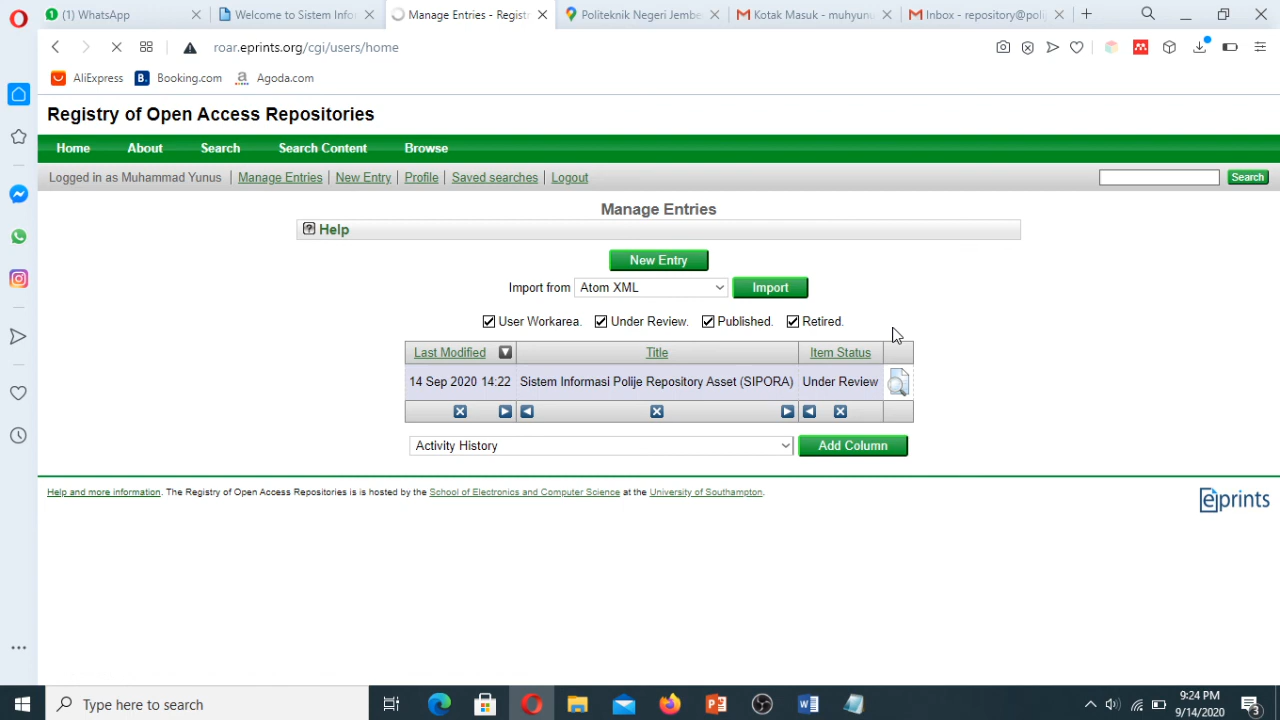 (1) WhatsApp
Welcome to Sistem Info
Manage Entries - Registr
Politeknik Negeri Jembe
Kotak Masuk - muhyunu
Inbox - repository@poli
roar.eprints.org/cgi/users/home
AliExpress
Booking.com
Agoda.com
Registry of Open Access Repositories
Home About Search Search Content Browse
Logged in as Muhammad Yunus | Manage Entries | New Entry | Profile | Saved searches | Logout
Search
Manage Entries
Help
New Entry
Import from Atom XML Import
User Workarea. Under Review. Published. Retired.
Last Modified Title Item Status
14 Sep 2020 14:22 Sistem Informasi Polije Repository Asset (SIPORA) Under Review
Activity History Add Column
Help and more information. The Registry of Open Access Repositories is is hosted by the School of Electronics and Computer Science at the University of Southampton.
eprints
Type here to search
9:24 PM
9/14/2020
3